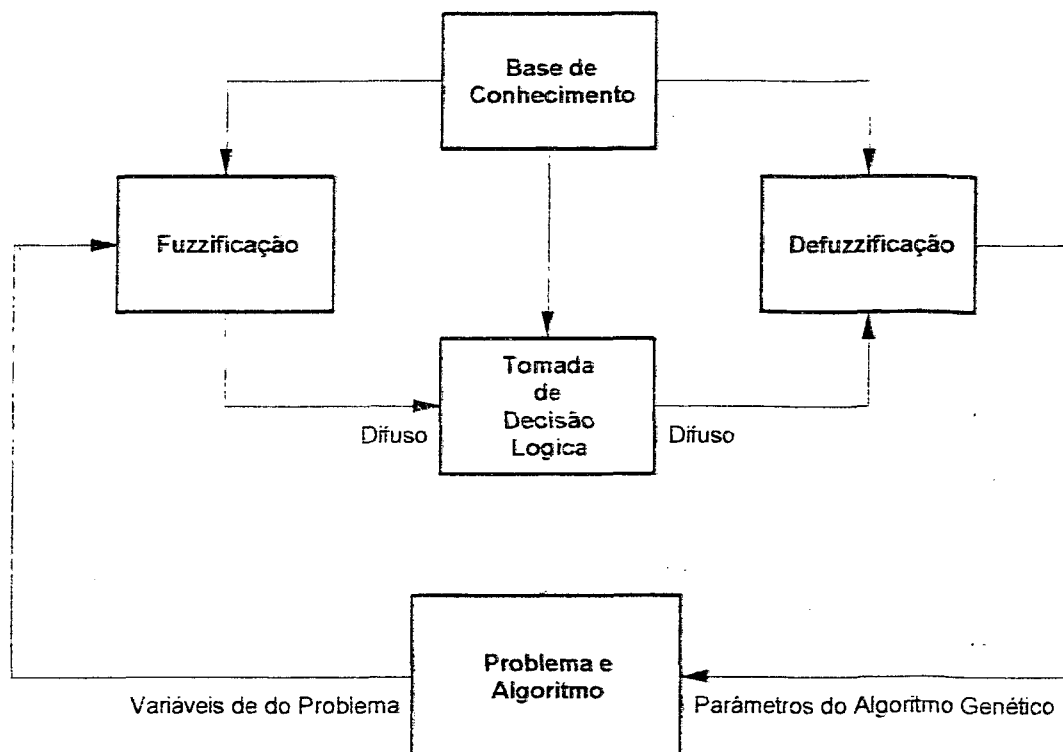 Base de
Conhecimento
Fuzzificação
Defuzzificação
Tomada
de
Decisão
Logica
Difuso
Difuso
Problema e
Algoritmo
Variáveis de do Problema
Parâmetros do Algoritmo Genético